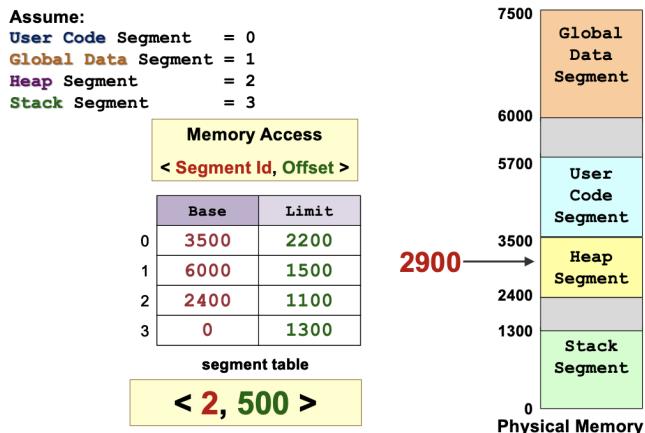 Assume:
User Code Segment = 0
Global Data Segment = 1
Heap Segment = 2
Stack Segment = 3
Memory Access
< Segment Id, Offset >
Base Limit
0 3500 2200
1 6000 1500
2 2400 1100
3 0 1300
segment table
< 2, 500 >
2900
7500
Global
Data
Segment
6000
5700
User
Code
Segment
3500
Heap
Segment
2400
1300
Stack
Segment
0
Physical Memory